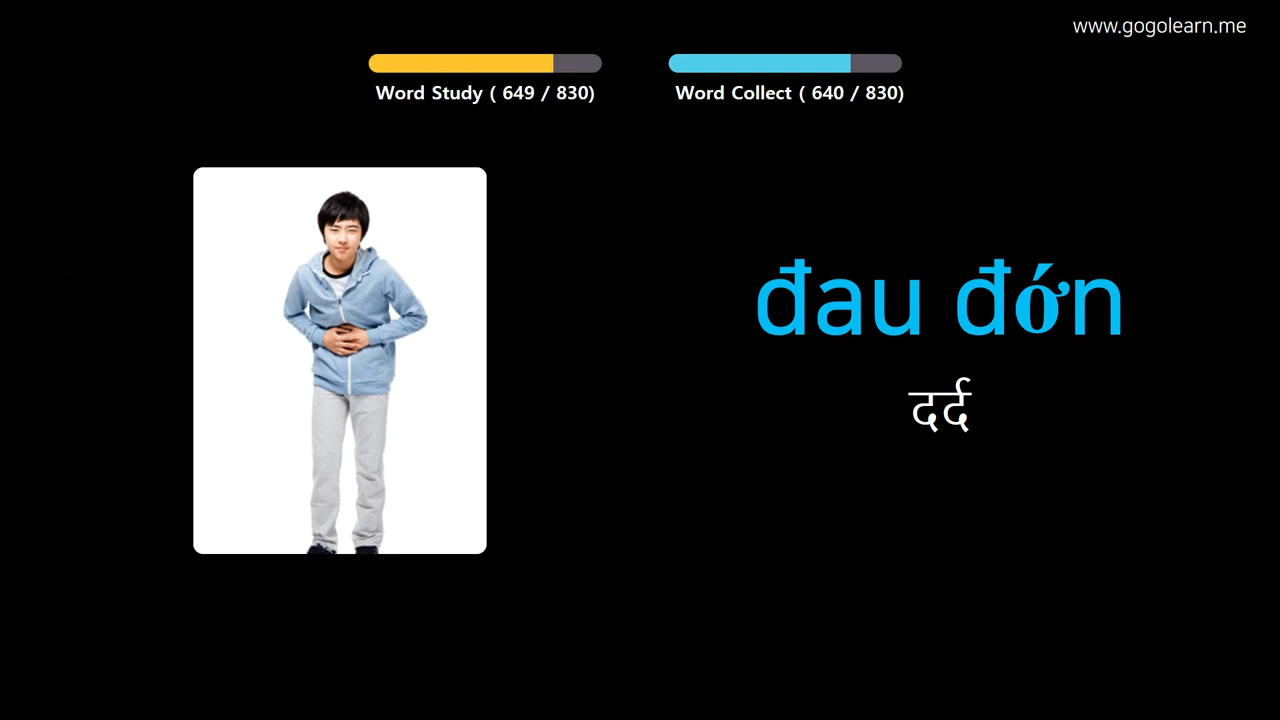 www.gogolearn.me
Word Study ( 649 / 830)
Word Collect ( 640 / 830)
đau đớn
दर्द